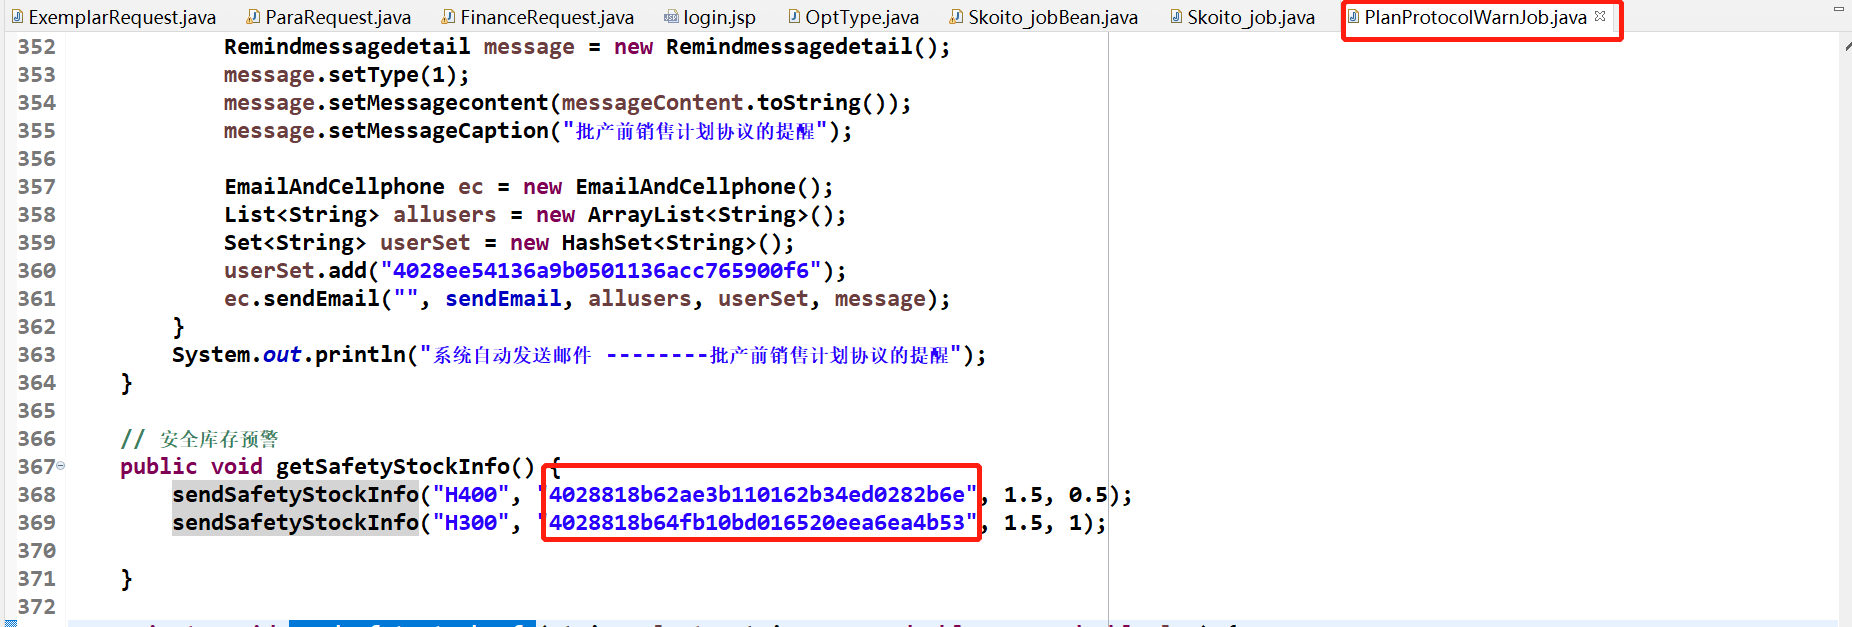 ExemplarRequest.java ParaRequest.java FinanceRequest.java login.jsp OptType.java Skoito_jobBean.java Skoito_job.java PlanProtocolWarnJob.java
352 Remindmessagedetail message = new Remindmessagedetail();
353 message.setType(1);
354 message.setMessagecontent(messageContent.toString());
355 message.setMessageCaption("批产前销售计划协议的提醒");
356
357 EmailAndCellphone ec = new EmailAndCellphone();
358 List<String> allusers = new ArrayList<String>();
359 Set<String> userSet = new HashSet<String>();
360 userSet.add("4028ee54136a9b0501136acc765900f6");
361 ec.sendEmail("", sendEmail, allusers, userSet, message);
362 }
363 System.out.println("系统自动发送邮件 --------批产前销售计划协议的提醒");
364 }
365
366 // 安全库存预警
367 public void getSafetyStockInfo() {
368 sendSafetyStockInfo("H400", "4028818b62ae3b110162b34ed0282b6e", 1.5, 0.5);
369 sendSafetyStockInfo("H300", "4028818b64fb10bd016520eea6ea4b53", 1.5, 1);
370
371 }
372